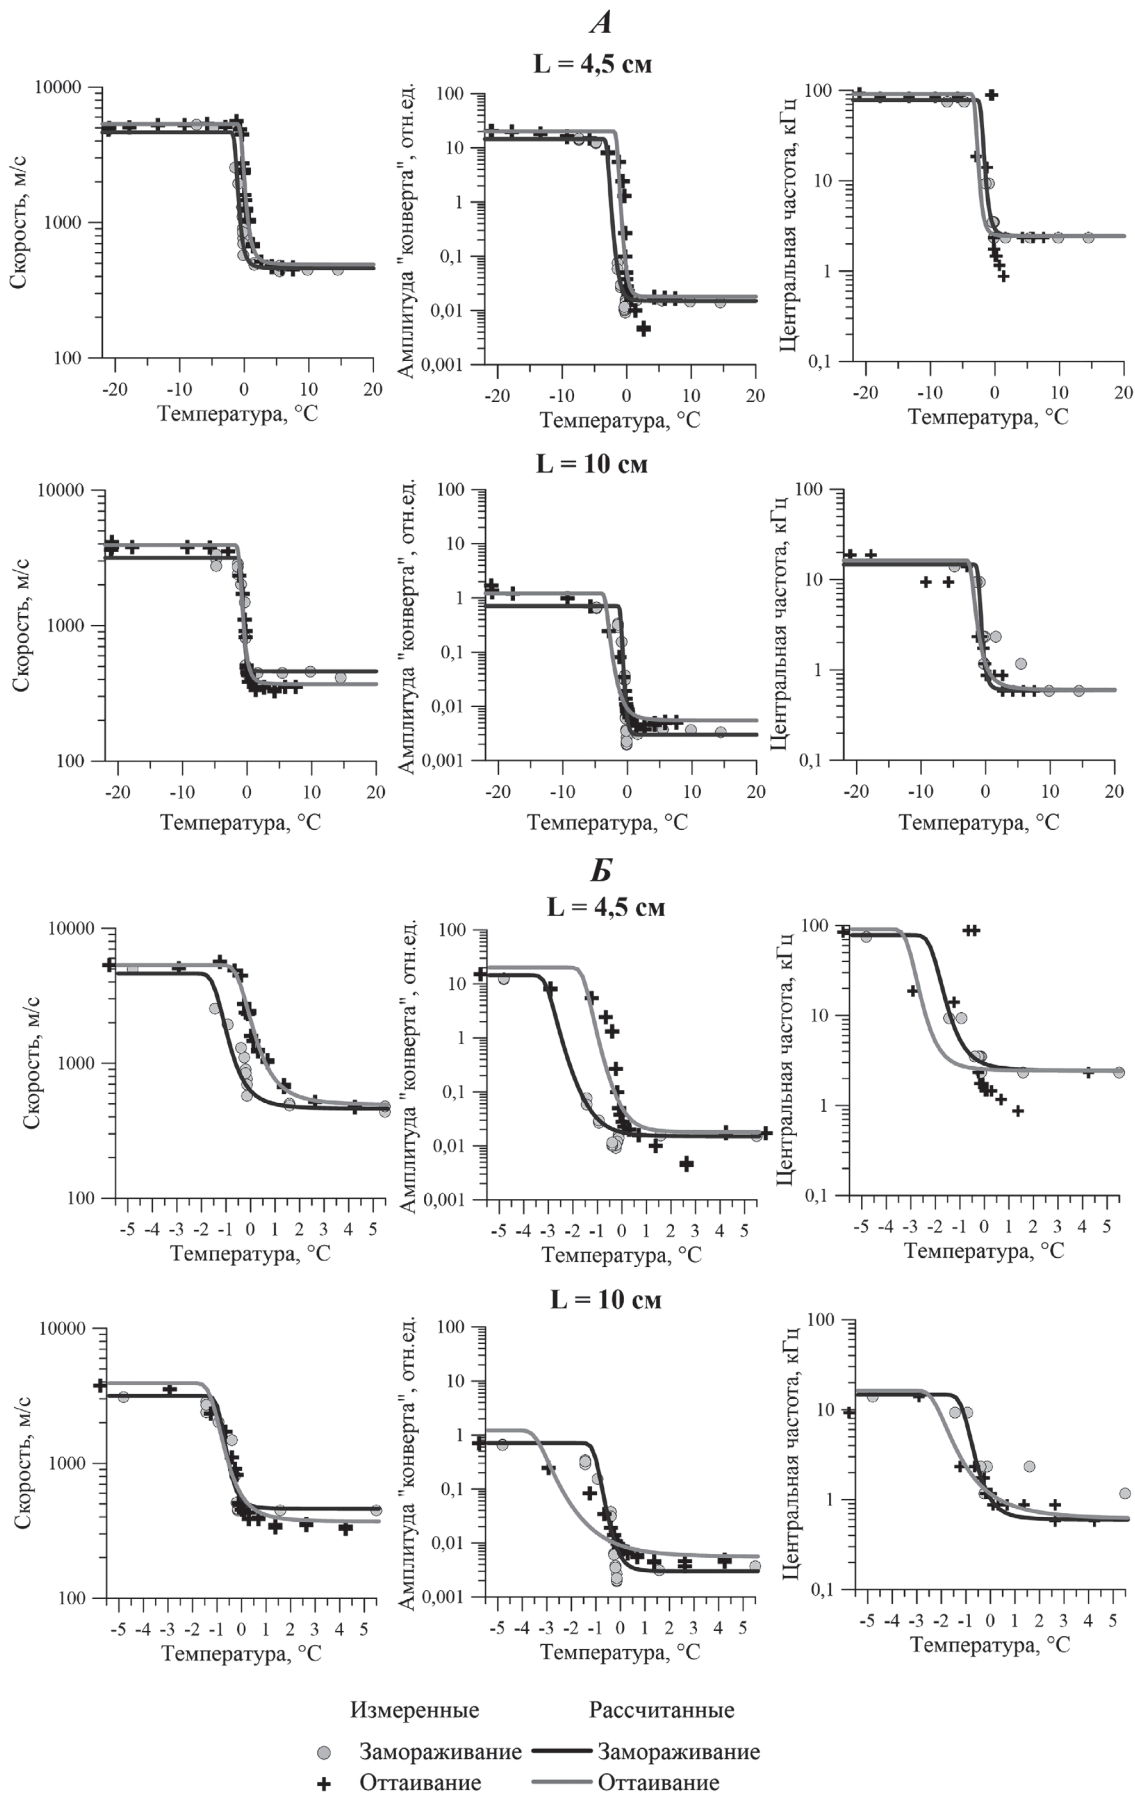 А
L = 4,5 см
Скорость, м/с
10000
1000
100
-20 -10 0 10 20
Температура, °С
Амплитуда "конверта", отн.ед.
100
10
1
0,1
0,01
0,001
-20 -10 0 10 20
Температура, °С
Центральная частота, кГц
100
10
1
0,1
-20 -10 0 10 20
Температура, °С
L = 10 см
Скорость, м/с
10000
1000
100
-20 -10 0 10 20
Температура, °С
Амплитуда "конверта", отн.ед.
100
10
1
0,1
0,01
0,001
-20 -10 0 10 20
Температура, °С
Центральная частота, кГц
100
10
1
0,1
-20 -10 0 10 20
Температура, °С
Б
L = 4,5 см
Скорость, м/с
10000
1000
100
-5 -4 -3 -2 -1 0 1 2 3 4 5
Температура, °С
Амплитуда "конверта", отн.ед.
100
10
1
0,1
0,01
0,001
-5 -4 -3 -2 -1 0 1 2 3 4 5
Температура, °С
Центральная частота, кГц
100
10
1
0,1
-5 -4 -3 -2 -1 0 1 2 3 4 5
Температура, °С
L = 10 см
Скорость, м/с
10000
1000
100
-5 -4 -3 -2 -1 0 1 2 3 4 5
Температура, °С
Амплитуда "конверта", отн.ед.
100
10
1
0,1
0,01
0,001
-5 -4 -3 -2 -1 0 1 2 3 4 5
Температура, °С
Центральная частота, кГц
100
10
1
0,1
-5 -4 -3 -2 -1 0 1 2 3 4 5
Температура, °С
Измеренные Рассчитанные
Замораживание Замораживание
Оттаивание Оттаивание